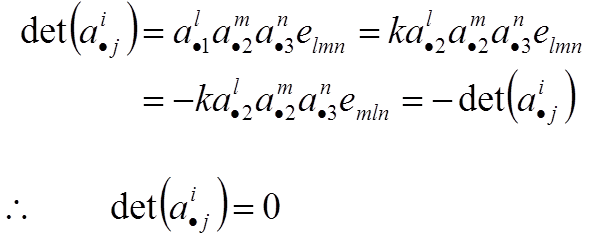 det(a^i_{•j}) = a^l_{•1} a^m_{•2} a^n_{•3} e_{lmn} = k a^l_{•2} a^m_{•2} a^n_{•3} e_{lmn}
= −k a^l_{•2} a^m_{•2} a^n_{•3} e_{mln} = −det(a^i_{•j})
∴ det(a^i_{•j}) = 0